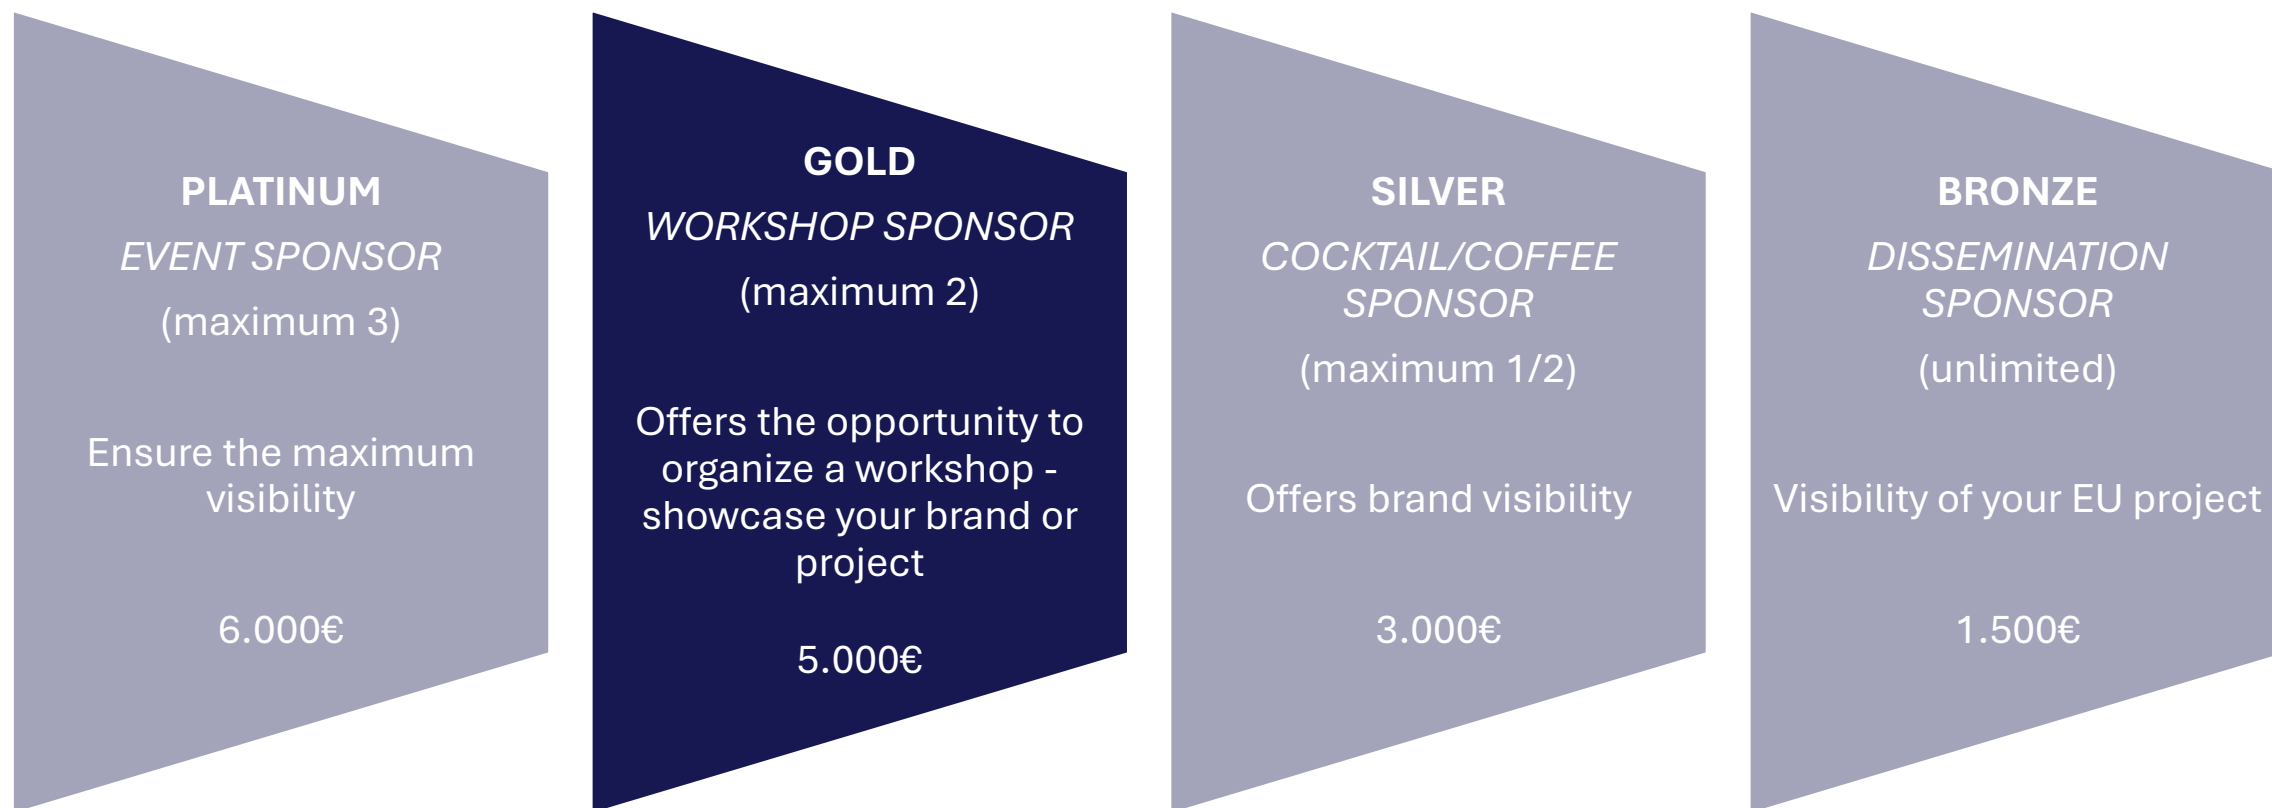 PLATINUM
EVENT SPONSOR
(maximum 3)
Ensure the maximum
visibility
6.000€
GOLD
WORKSHOP SPONSOR
(maximum 2)
Offers the opportunity to
organize a workshop -
showcase your brand or
project
5.000€
SILVER
COCKTAIL/COFFEE
SPONSOR
(maximum 1/2)
Offers brand visibility
3.000€
BRONZE
DISSEMINATION
SPONSOR
(unlimited)
Visibility of your EU project
1.500€